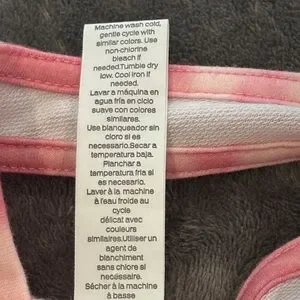 Machine wash cold,
gentle cycle with
similar colors. Use
non-chlorine
bleach if
needed.Tumble dry
low. Cool iron if
needed.
Lavar a máquina en
agua fría en ciclo
suave con colores
similares.
Use blanqueador sin
cloro si es
necesario.Secar a
temperatura baja.
Planchar a
temperatura fría si
es necesario.
Laver à la machine
à l'eau froide au
cycle
délicat avec
couleurs
similaires.Utiliser un
agent de
blanchiment
sans chlore si
nécessaire.
Sécher à la machine
à basse